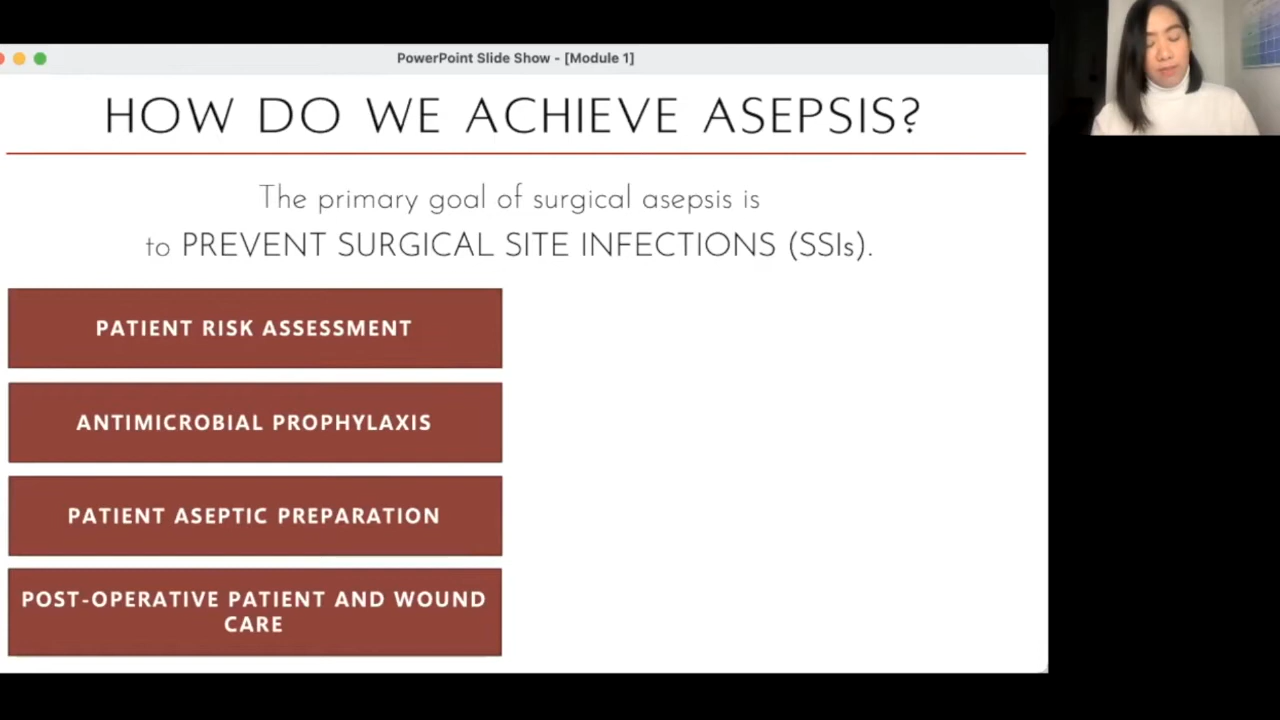 PowerPoint Slide Show - [Module 1]
HOW DO WE ACHIEVE ASEPSIS?
The primary goal of surgical asepsis is
to PREVENT SURGICAL SITE INFECTIONS (SSIs).
PATIENT RISK ASSESSMENT
ANTIMICROBIAL PROPHYLAXIS
PATIENT ASEPTIC PREPARATION
POST-OPERATIVE PATIENT AND WOUND
CARE